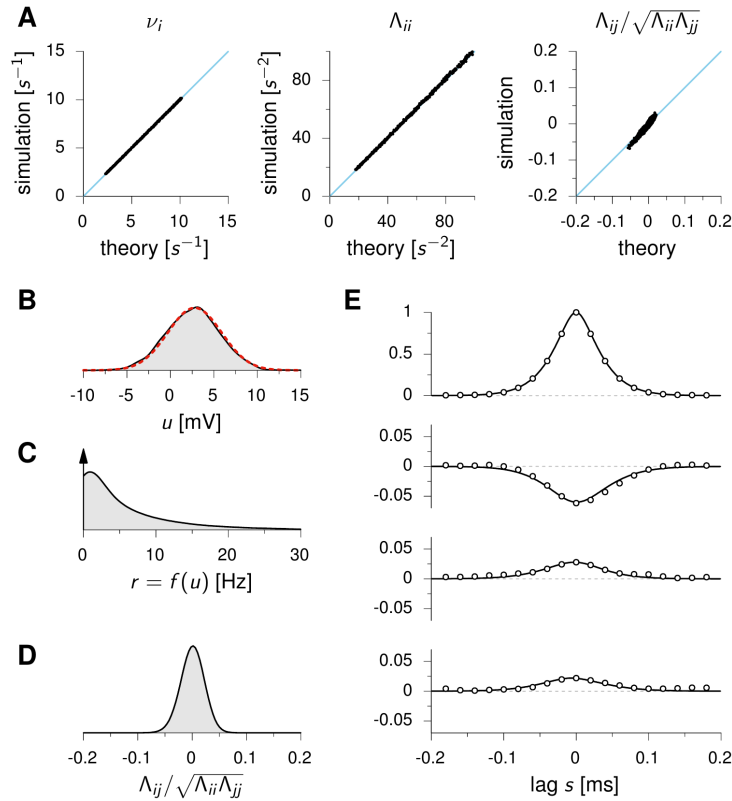 A
ν_i
Λ_ii
Λ_ij/√Λ_iiΛ_jj
simulation [s⁻¹]
15
10
5
0
0 5 10 15
theory [s⁻¹]
simulation [s⁻²]
80
40
0
0 40 80
theory [s⁻²]
simulation
0.2
0.1
0
-0.1
-0.2
-0.2 -0.1 0 0.1 0.2
theory
B
-10 -5 0 5 10 15
u [mV]
C
0 10 20 30
r = f(u) [Hz]
D
-0.2 -0.1 0 0.1 0.2
Λ_ij/√Λ_iiΛ_jj
E
1
0.5
0
0.05
0
-0.05
0.05
0
-0.05
0.05
0
-0.05
-0.2 -0.1 0 0.1 0.2
lag s [ms]